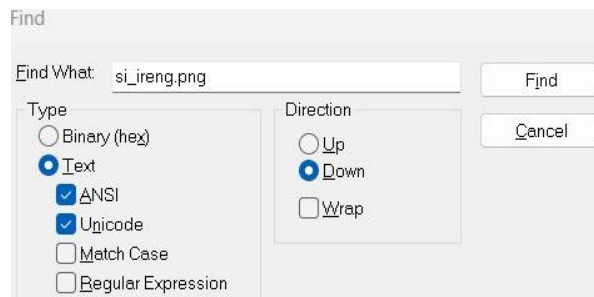 Find
Find What: si_ireng.png
Find
Cancel
Type
Binary (hex)
Text
ANSI
Unicode
Match Case
Regular Expression
Direction
Up
Down
Wrap